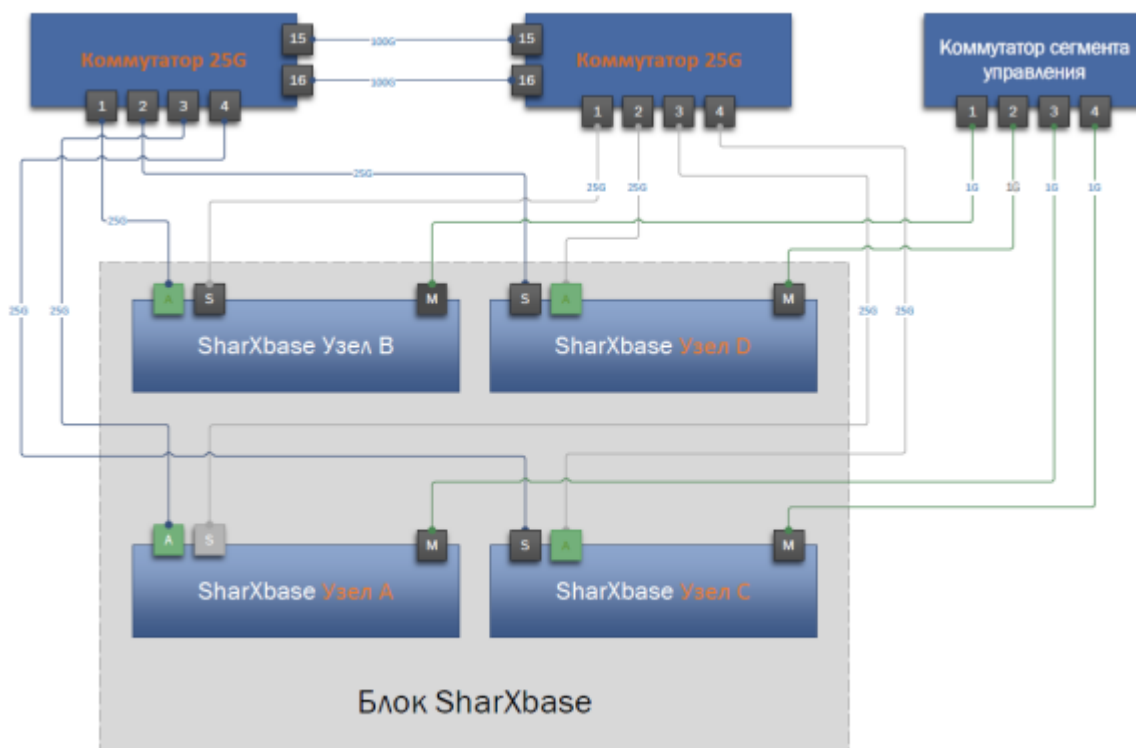 Коммутатор 25G
15
100G
15
Коммутатор 25G
16
100G
16
Коммутатор сегмента
управления
1 2 3 4
1 2 3 4
1 2 3 4
25G
25G
25G
25G
1G
1G
1G
1G
25G
25G
25G
25G
A S M
S A M
SharXbase Узел B
SharXbase Узел D
A S M
S A M
SharXbase Узел A
SharXbase Узел C
Блок SharXbase